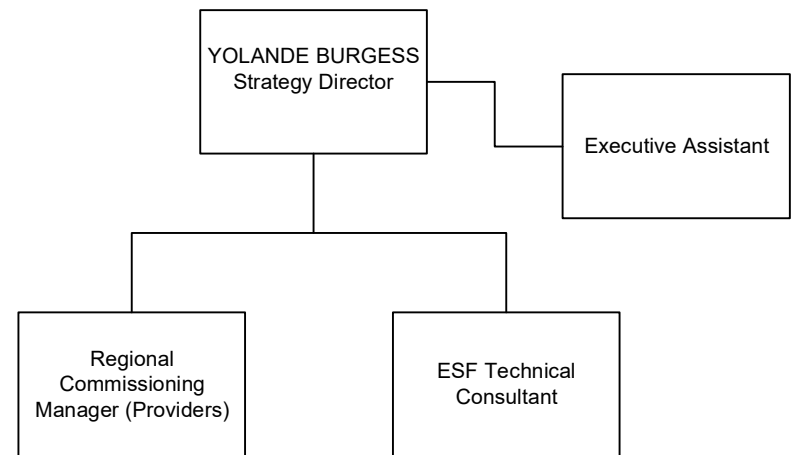 YOLANDE BURGESS
Strategy Director
Executive Assistant
Regional
Commissioning
Manager (Providers)
ESF Technical
Consultant